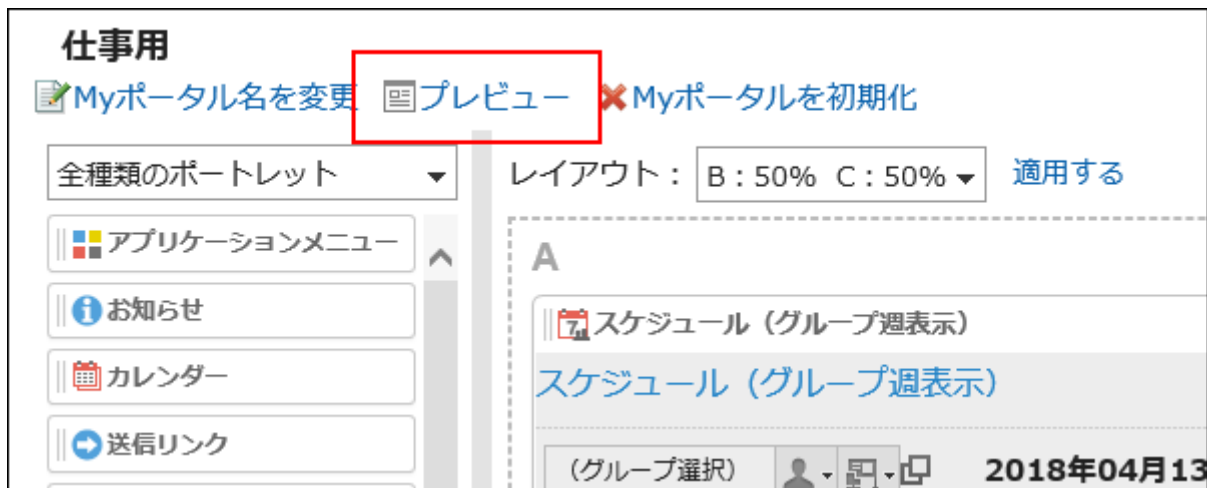 仕事用
Myポータル名を変更 プレビュー Myポータルを初期化
全種類のポートレット
レイアウト： B：50% C：50% 適用する
アプリケーションメニュー
お知らせ
カレンダー
送信リンク
A
7
スケジュール（グループ週表示）
スケジュール（グループ週表示）
（グループ選択） 2018年04月13